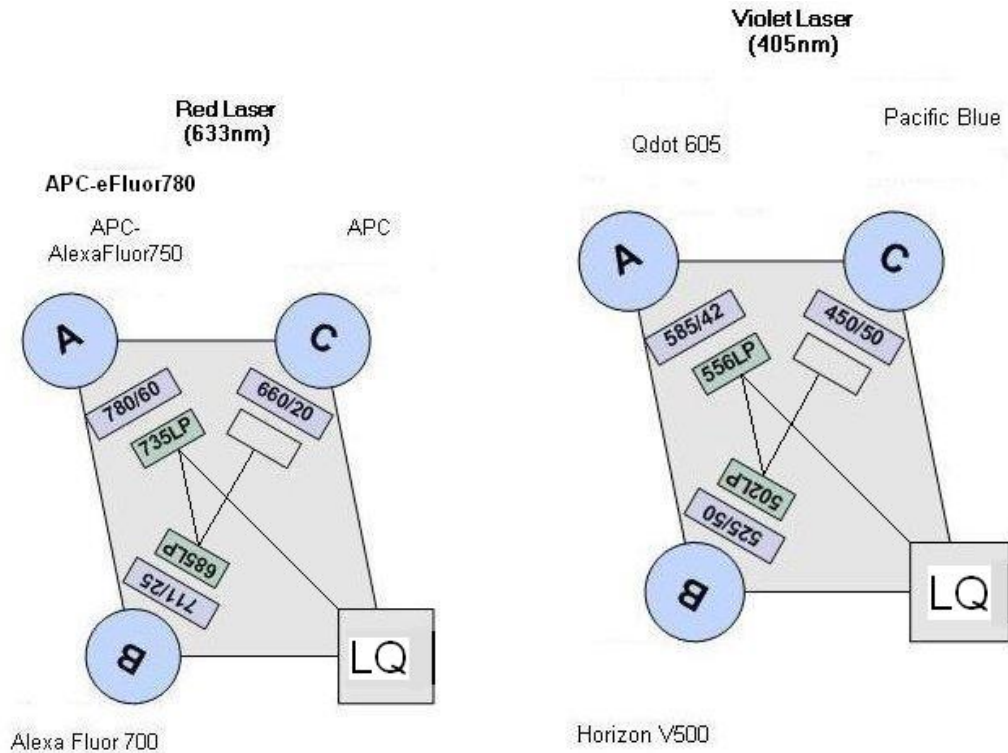 Red Laser
(633nm)
APC-eFluor780
APC-
AlexaFluor750
APC
A
C
780/60
660/20
735LP
685LP
711/25
B
LQ
Alexa Fluor 700
Violet Laser
(405nm)
Pacific Blue
Qdot 605
A
C
585/42
450/50
556LP
502LP
525/50
B
LQ
Horizon V500